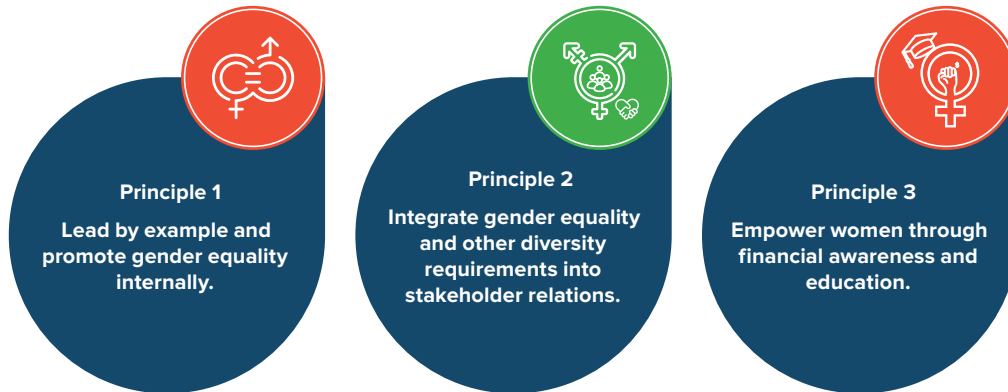 Principle 1
Lead by example and
promote gender equality
internally.
Principle 2
Integrate gender equality
and other diversity
requirements into
stakeholder relations.
Principle 3
Empower women through
financial awareness and
education.